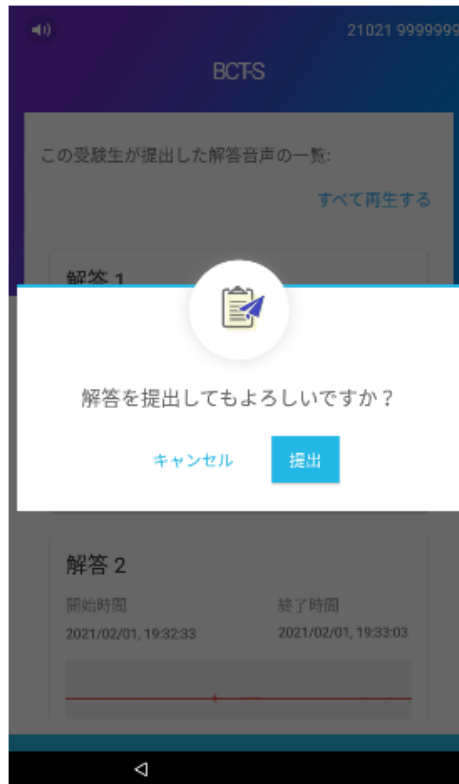 21021 9999999
BCT-S
この受験生が提出した解答音声の一覧:
すべて再生する
解答 1
解答を提出してもよろしいですか？
キャンセル
提出
解答 2
開始時間 終了時間
2021/02/01, 19:32:33 2021/02/01, 19:33:03